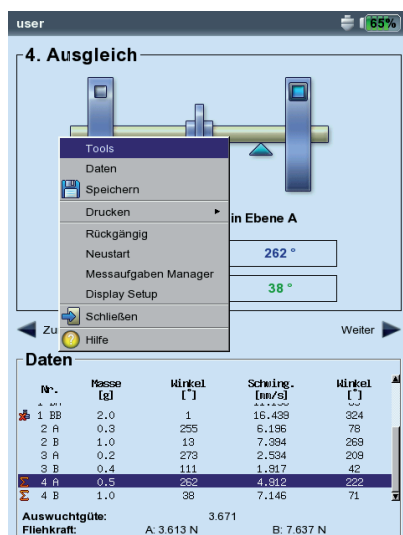 user
65%
4. Ausgleich
in Ebene A
262 °
38 °
Tools
Daten
Speichern
Drucken
Rückgängig
Neustart
Messaufgaben Manager
Display Setup
Schließen
Hilfe
Zu
Weiter
Daten
Nr. Masse [g] Winkel [°] Schwing. [mm/s] Winkel [°]
1 BB 2.0 1 16.439 324
2 A 0.3 255 6.196 78
2 B 1.0 13 7.394 269
3 A 0.2 273 2.534 209
3 B 0.4 111 1.917 42
Σ 4 A 0.5 262 4.912 222
Σ 4 B 1.0 38 7.146 71
Auswuchtgüte: 3.671
Fliehkraft: A: 3.613 N B: 7.637 N